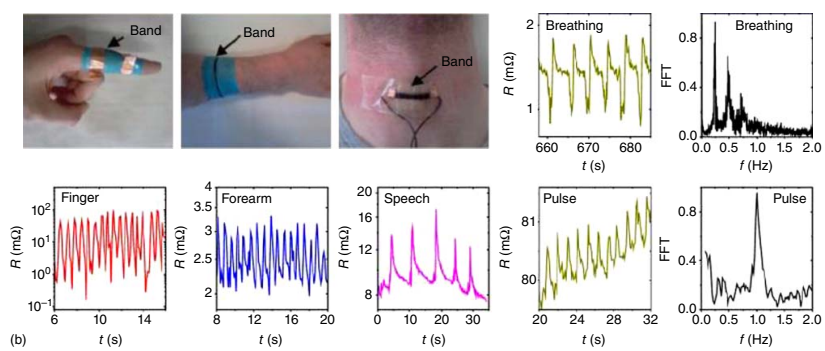 Band
Band
Band
R (mΩ)
2
1
660 670 680
t (s)
Breathing
FFT
0.8
0.4
0.0
0.0 0.5 1.0 1.5 2.0
f (Hz)
Breathing
R (mΩ)
10²
10¹
10⁰
10⁻¹
6 10 14
t (s)
Finger
R (mΩ)
4
3.5
3
2.5
2
8 12 16 20
t (s)
Forearm
R (mΩ)
20
16
12
8
0 10 20 30
t (s)
Speech
R (mΩ)
81
80
20 24 28 32
t (s)
Pulse
FFT
0.8
0.4
0.0
0.0 0.5 1.0 1.5 2.0
f (Hz)
Pulse
(b)